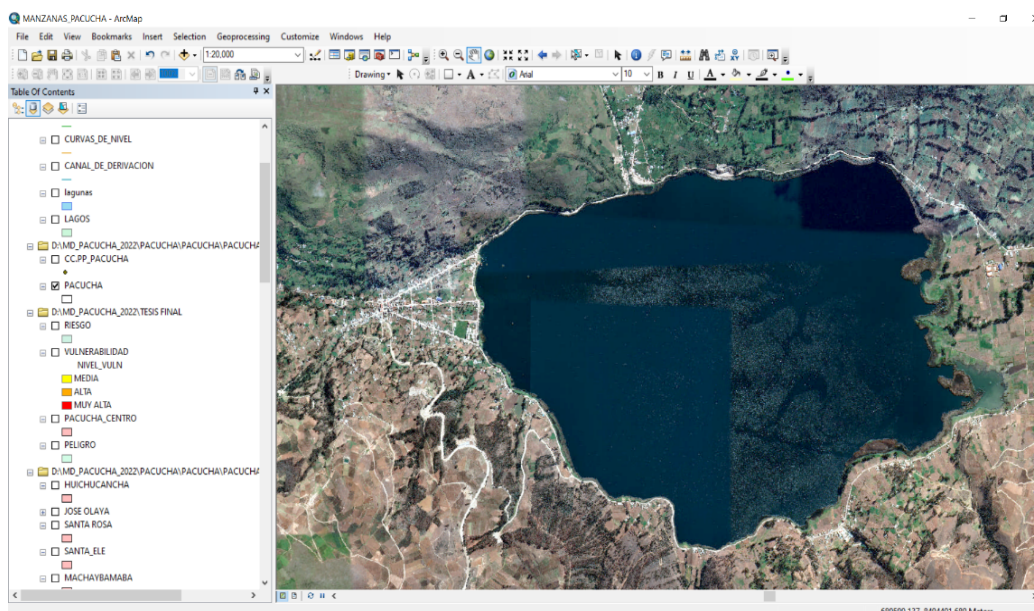 MANZANAS_PACUCHA - ArcMap
File Edit View Bookmarks Insert Selection Geoprocessing Customize Windows Help
1:20,000
Drawing Arial 10 B I U A
Table Of Contents
CURVAS_DE_NIVEL
CANAL_DE_DERIVACION
lagunas
LAGOS
D:\MD_PACUCHA_2022\PACUCHA\PACUCHA\PACUCHA
CC.PP_PACUCHA
PACUCHA
D:\MD_PACUCHA_2022\TESIS FINAL
RIESGO
VULNERABILIDAD
NIVEL_VULN
MEDIA
ALTA
MUY ALTA
PACUCHA_CENTRO
PELIGRO
D:\MD_PACUCHA_2022\PACUCHA\PACUCHA\PACUCHA
HUICHUCANCHA
JOSE OLAYA
SANTA ROSA
SANTA_ELE
MACHAYBAMABA